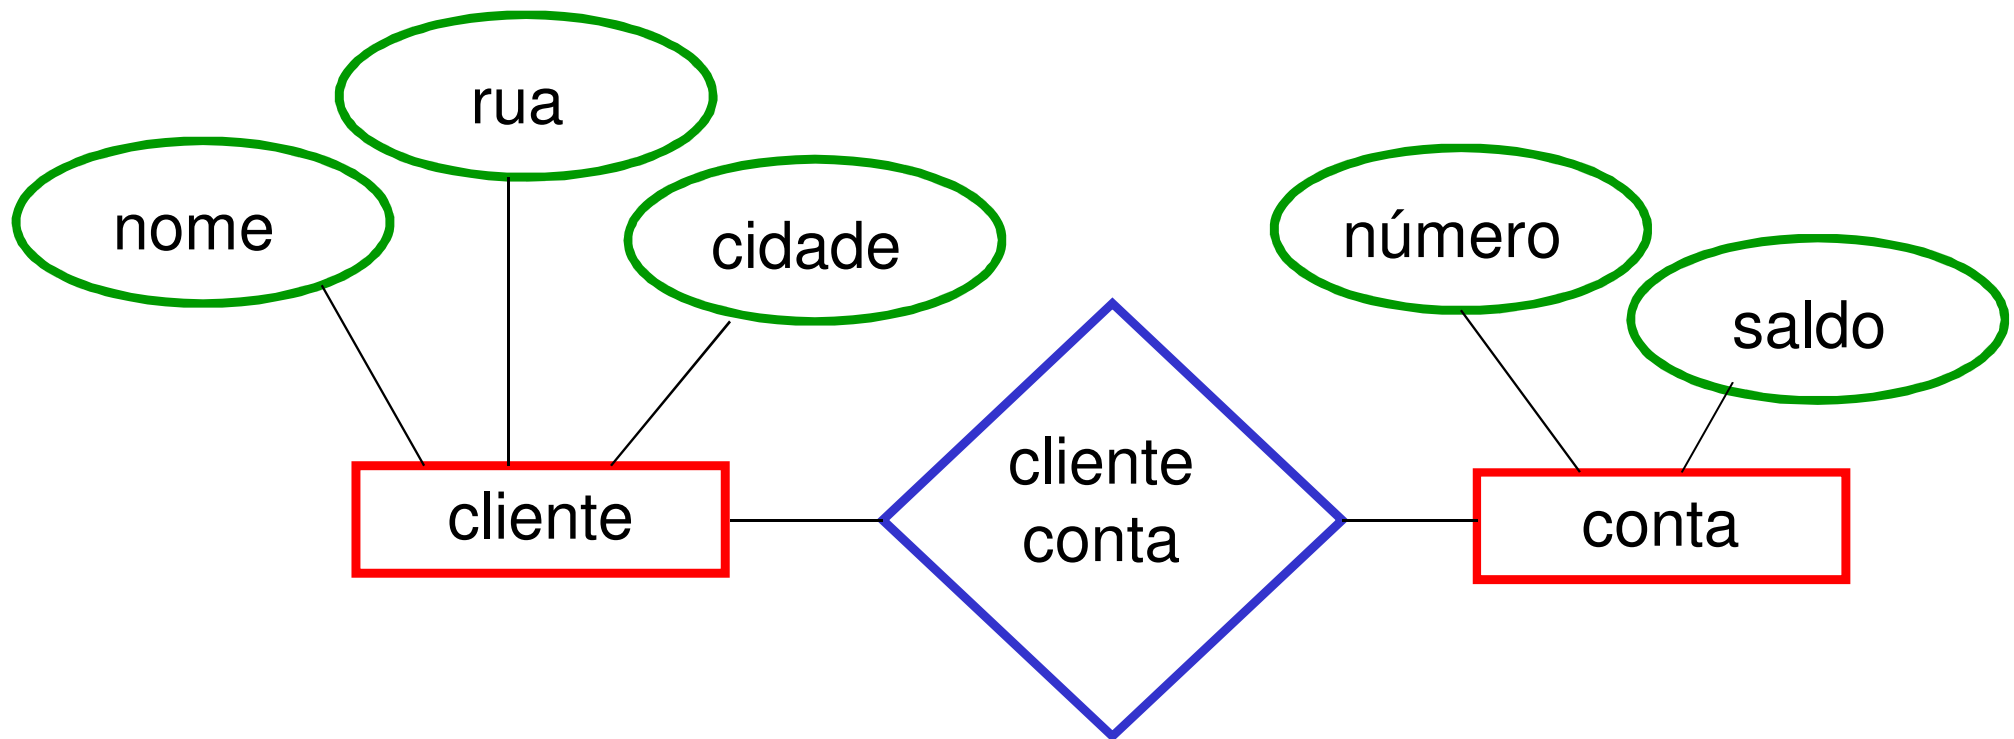 rua
nome
cidade
número
saldo
cliente
cliente
conta
conta